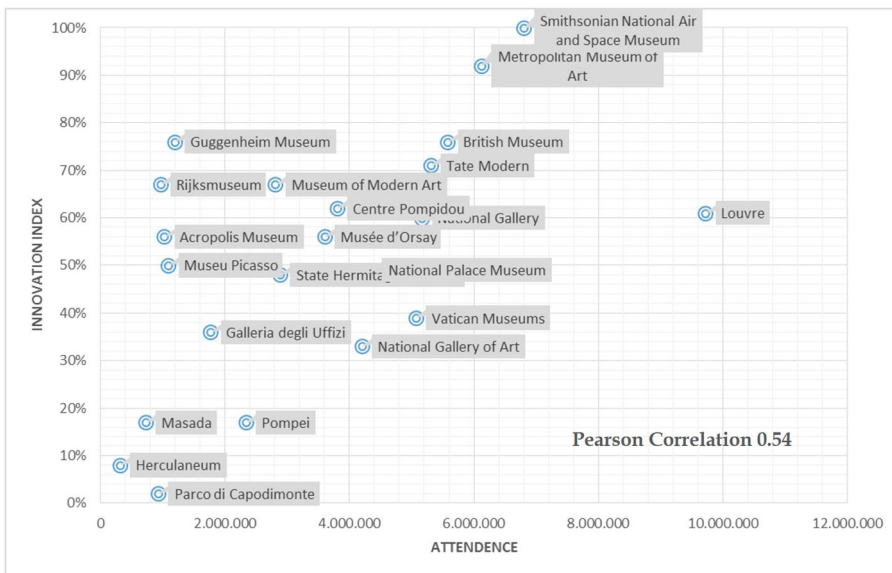 100%
90%
80%
70%
60%
50%
40%
30%
20%
10%
0%
INNOVATION INDEX
Smithsonian National Air
and Space Museum
Metropolitan Museum of
Art
Guggenheim Museum
British Museum
Tate Modern
Rijksmuseum
Museum of Modern Art
Centre Pompidou
National Gallery
Louvre
Acropolis Museum
Musée d'Orsay
Museu Picasso
State
National Palace Museum
Vatican Museums
Galleria degli Uffizi
National Gallery of Art
Masada
Pompei
Pearson Correlation 0.54
Herculaneum
Parco di Capodimonte
0
2.000.000
4.000.000
6.000.000
8.000.000
10.000.000
12.000.000
ATTENDENCE